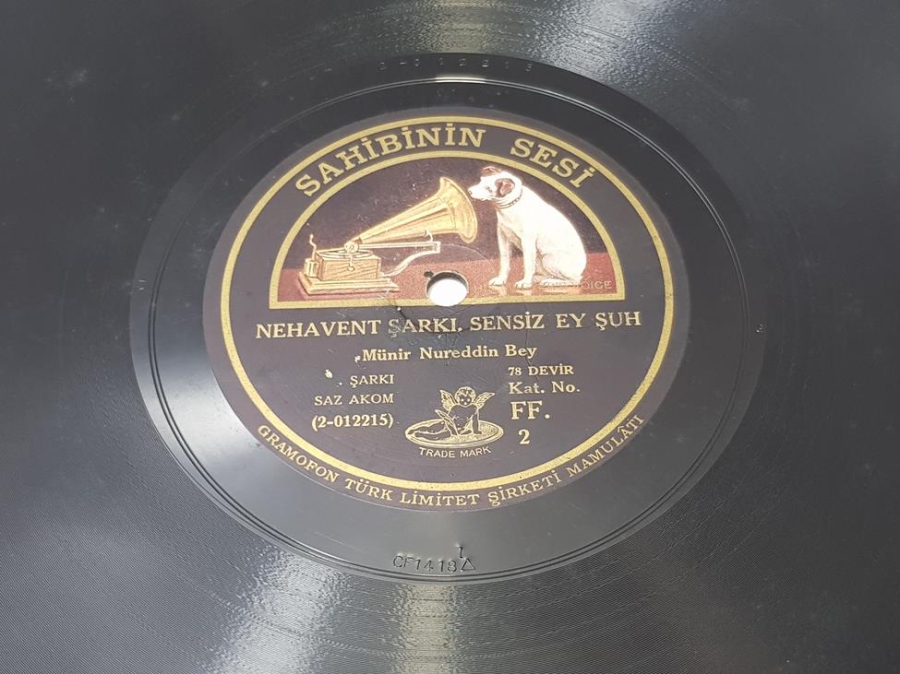 SAHİBİNİN SESİ
NEHAVENT ŞARKI. SENSİZ EY ŞUH
Münir Nureddin Bey
ŞARKI
SAZ AKOM
(2-012215)
78 DEVİR
Kat. No.
FF.
2
TRADE MARK
GRAMOFON TÜRK LİMİTET ŞİRKETİ MAMULÂTI
CF1418